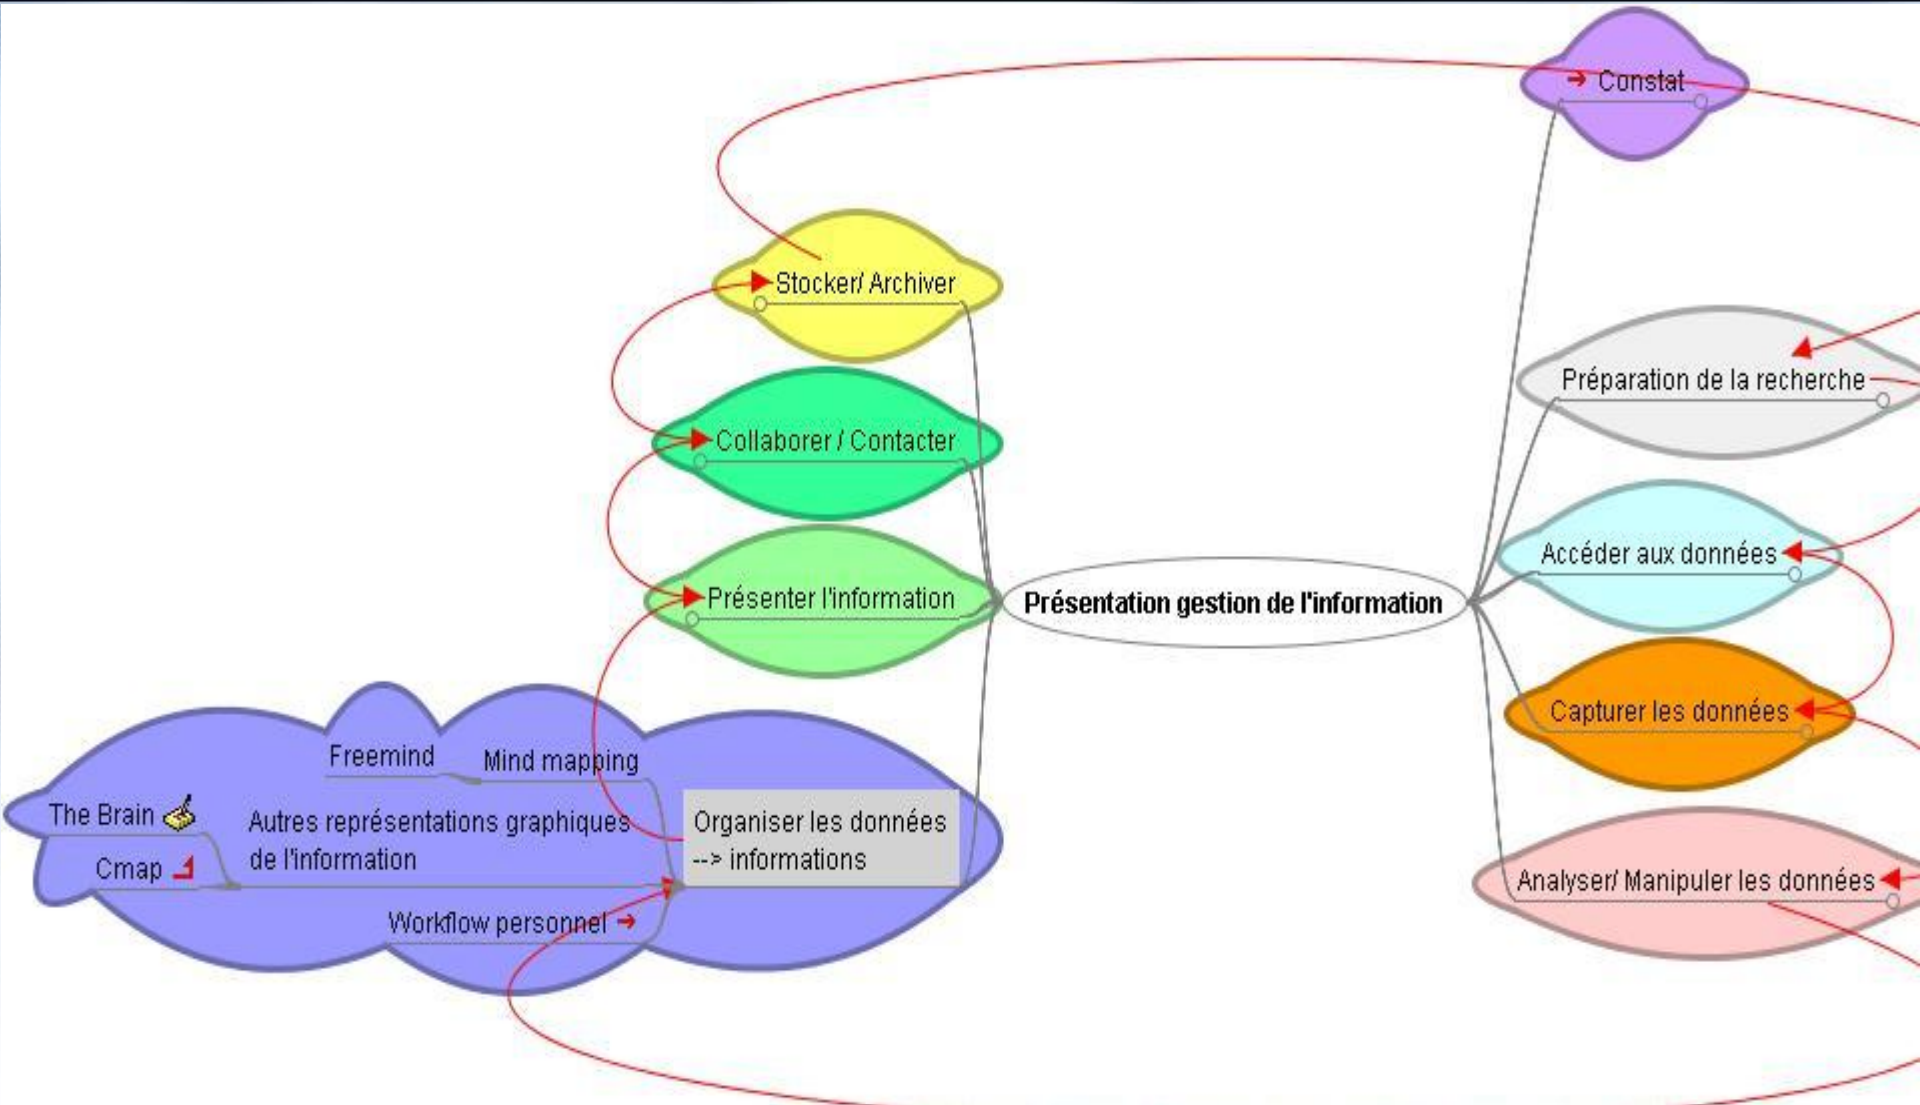 Constat
Stocker/ Archiver
Préparation de la recherche
Collaborer / Contacter
Accéder aux données
Présenter l'information
Présentation gestion de l'information
Capturer les données
Freemind
Mind mapping
The Brain
Autres représentations graphiques
de l'information
Organiser les données
--> informations
Cmap
Analyser/ Manipuler les données
Workflow personnel